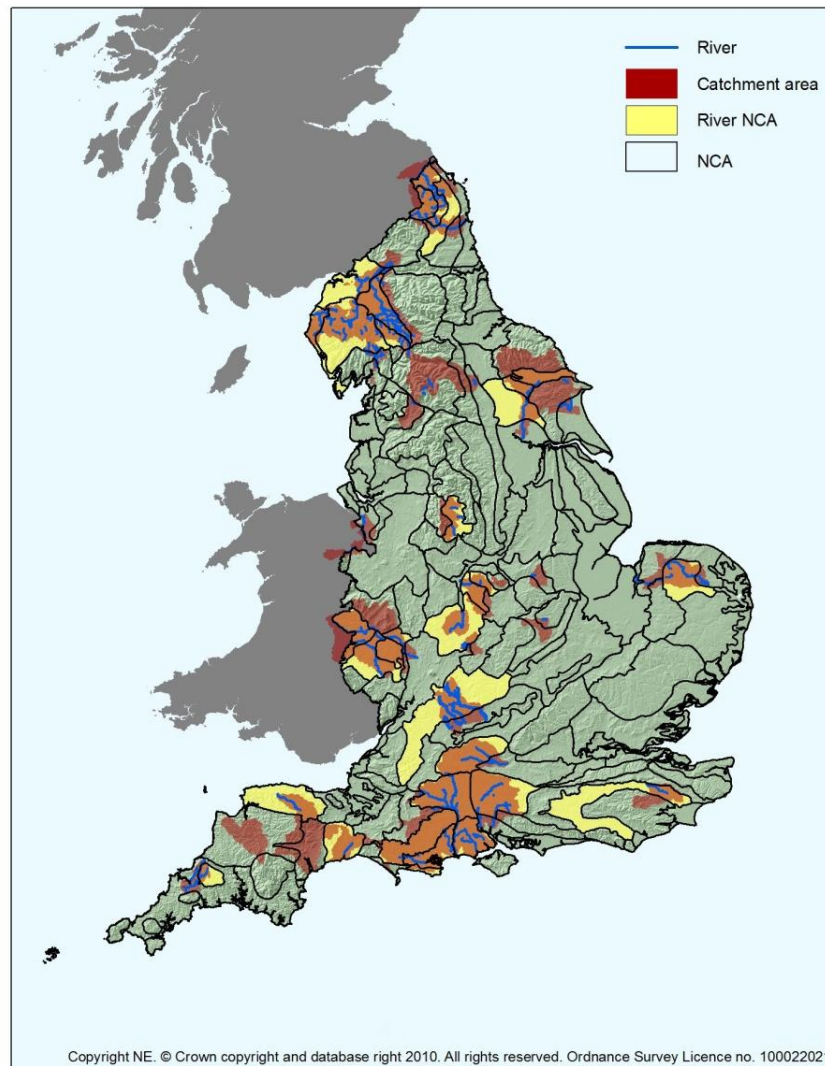 River
Catchment area
River NCA
NCA
Copyright NE. © Crown copyright and database right 2010. All rights reserved. Ordnance Survey Licence no. 10002202